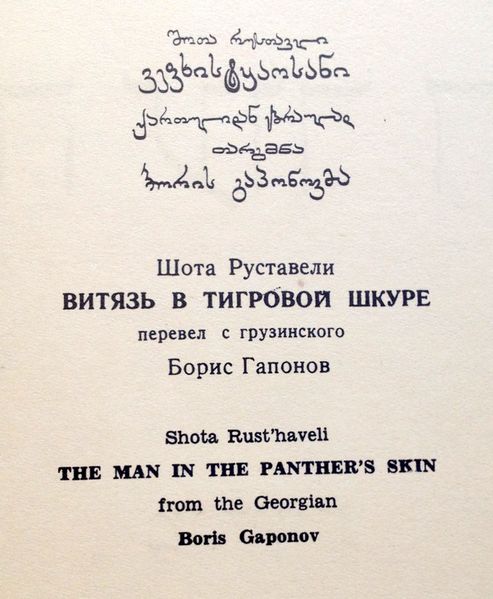 შოთა რუსთაველი
ვეფხისტყაოსანი
ქართულიდან ებრაულად
თარგმნა
ბორის გაპონოვმა
Шота Руставели
ВИТЯЗЬ В ТИГРОВОЙ ШКУРЕ
перевел с грузинского
Борис Гапонов
Shota Rust'haveli
THE MAN IN THE PANTHER'S SKIN
from the Georgian
Boris Gaponov